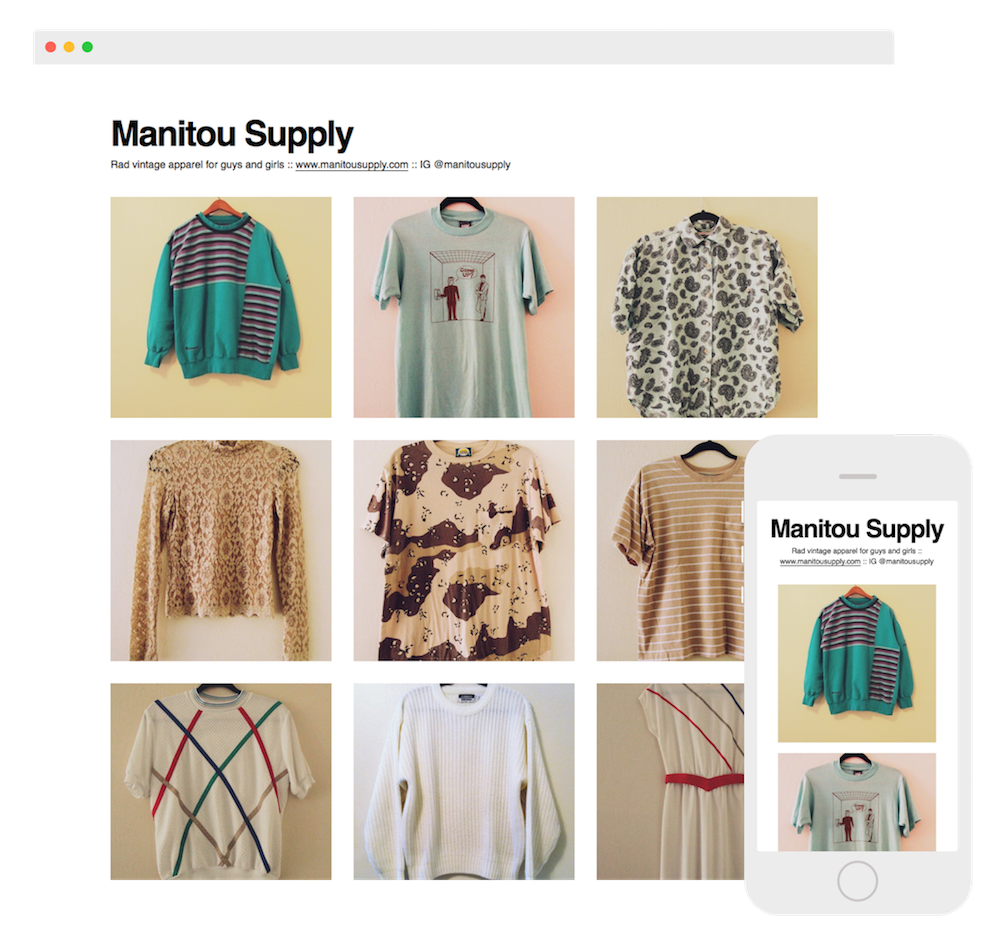 Manitou Supply
Rad vintage apparel for guys and girls :: www.manitousupply.com :: IG @manitousupply
Manitou Supply
Rad vintage apparel for guys and girls ::
www.manitousupply.com :: IG @manitousupply